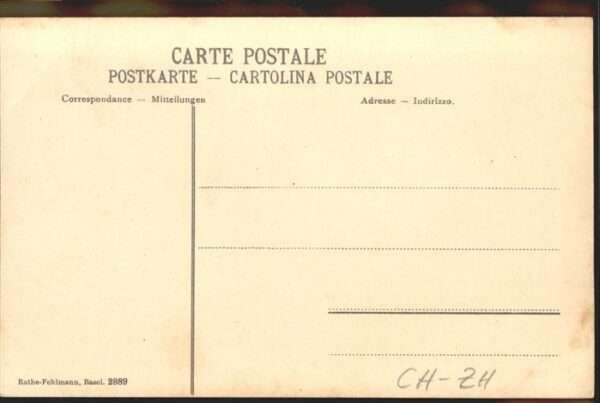 CARTE POSTALE
POSTKARTE — CARTOLINA POSTALE
Correspondance — Mitteilungen
Adresse — Indirizzo.
Rathe-Fehlmann, Basel. 2889
CH-ZH